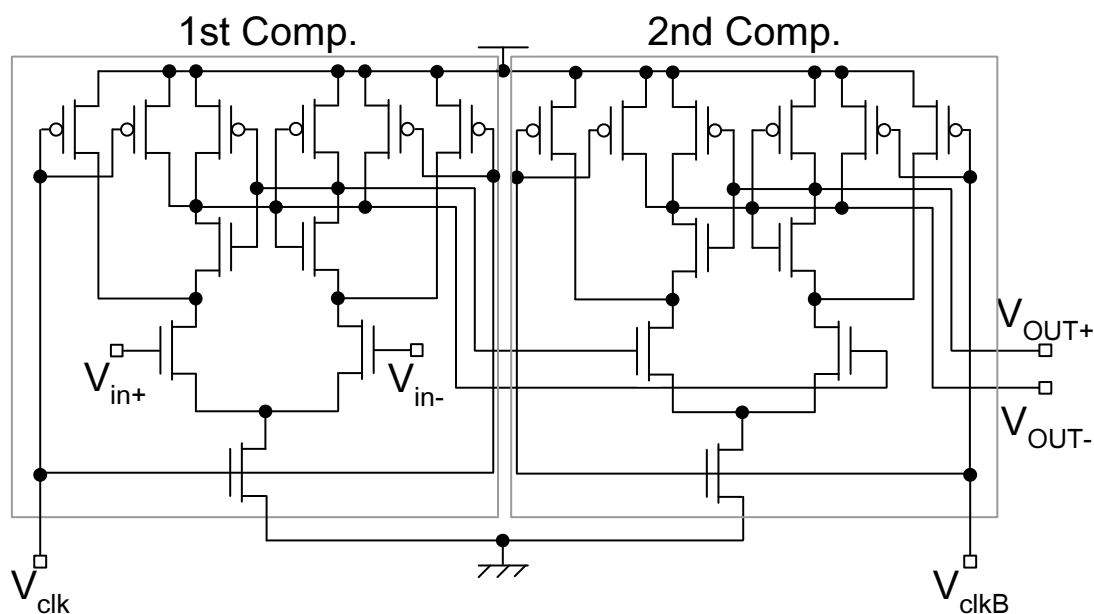 1st Comp.
2nd Comp.
Vin+
Vin-
VOUT+
VOUT-
Vclk
VclkB